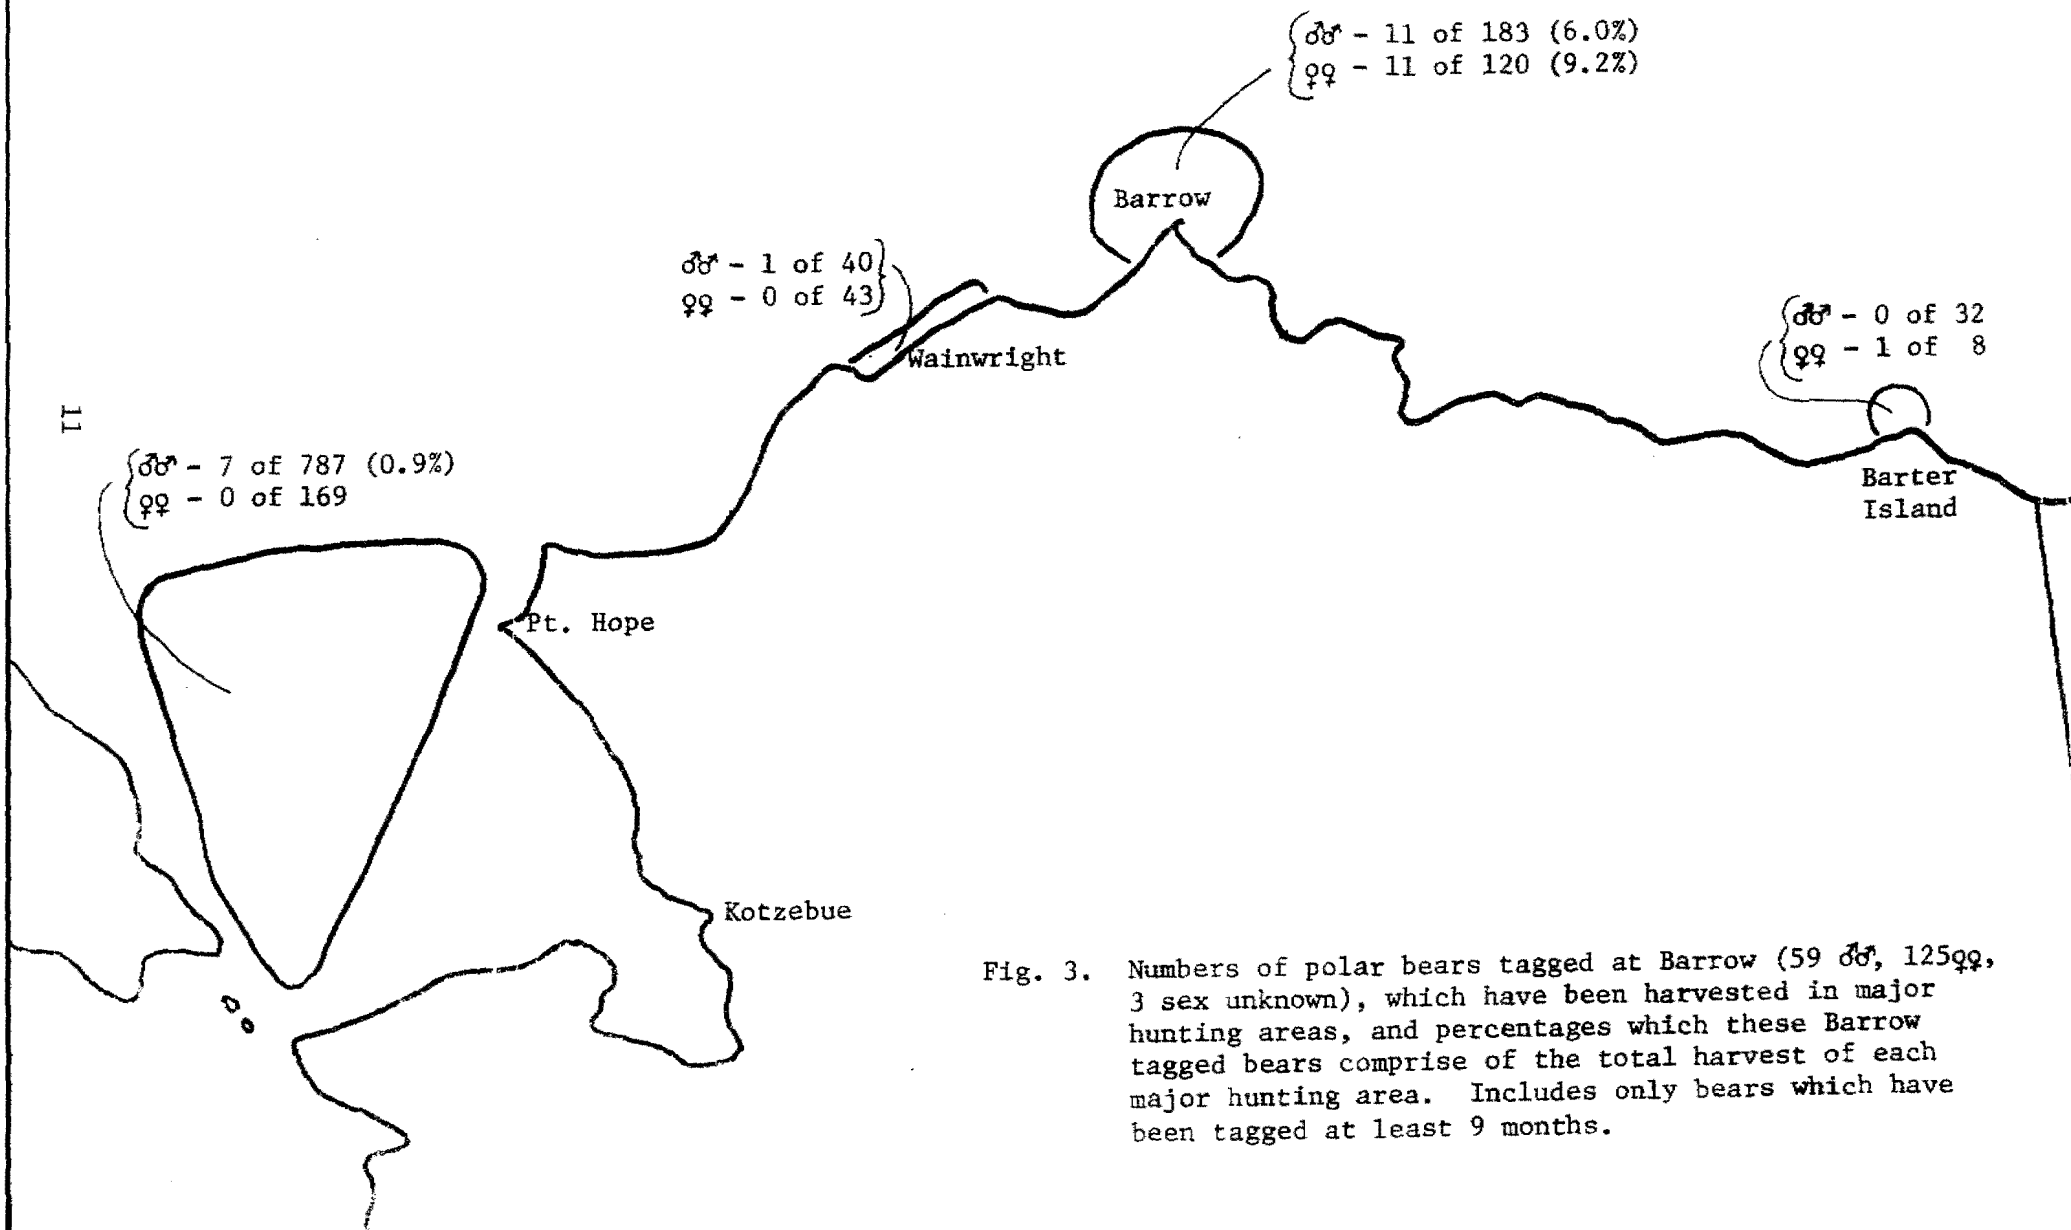 ♂♂ - 11 of 183 (6.0%)
♀♀ - 11 of 120 (9.2%)
Barrow
♂♂ - 1 of 40
♀♀ - 0 of 43
Wainwright
♂♂ - 0 of 32
♀♀ - 1 of 8
Barter
Island
11
♂♂ - 7 of 787 (0.9%)
♀♀ - 0 of 169
Pt. Hope
Kotzebue
Fig. 3. Numbers of polar bears tagged at Barrow (59 ♂♂, 125♀♀,
3 sex unknown), which have been harvested in major
hunting areas, and percentages which these Barrow
tagged bears comprise of the total harvest of each
major hunting area. Includes only bears which have
been tagged at least 9 months.